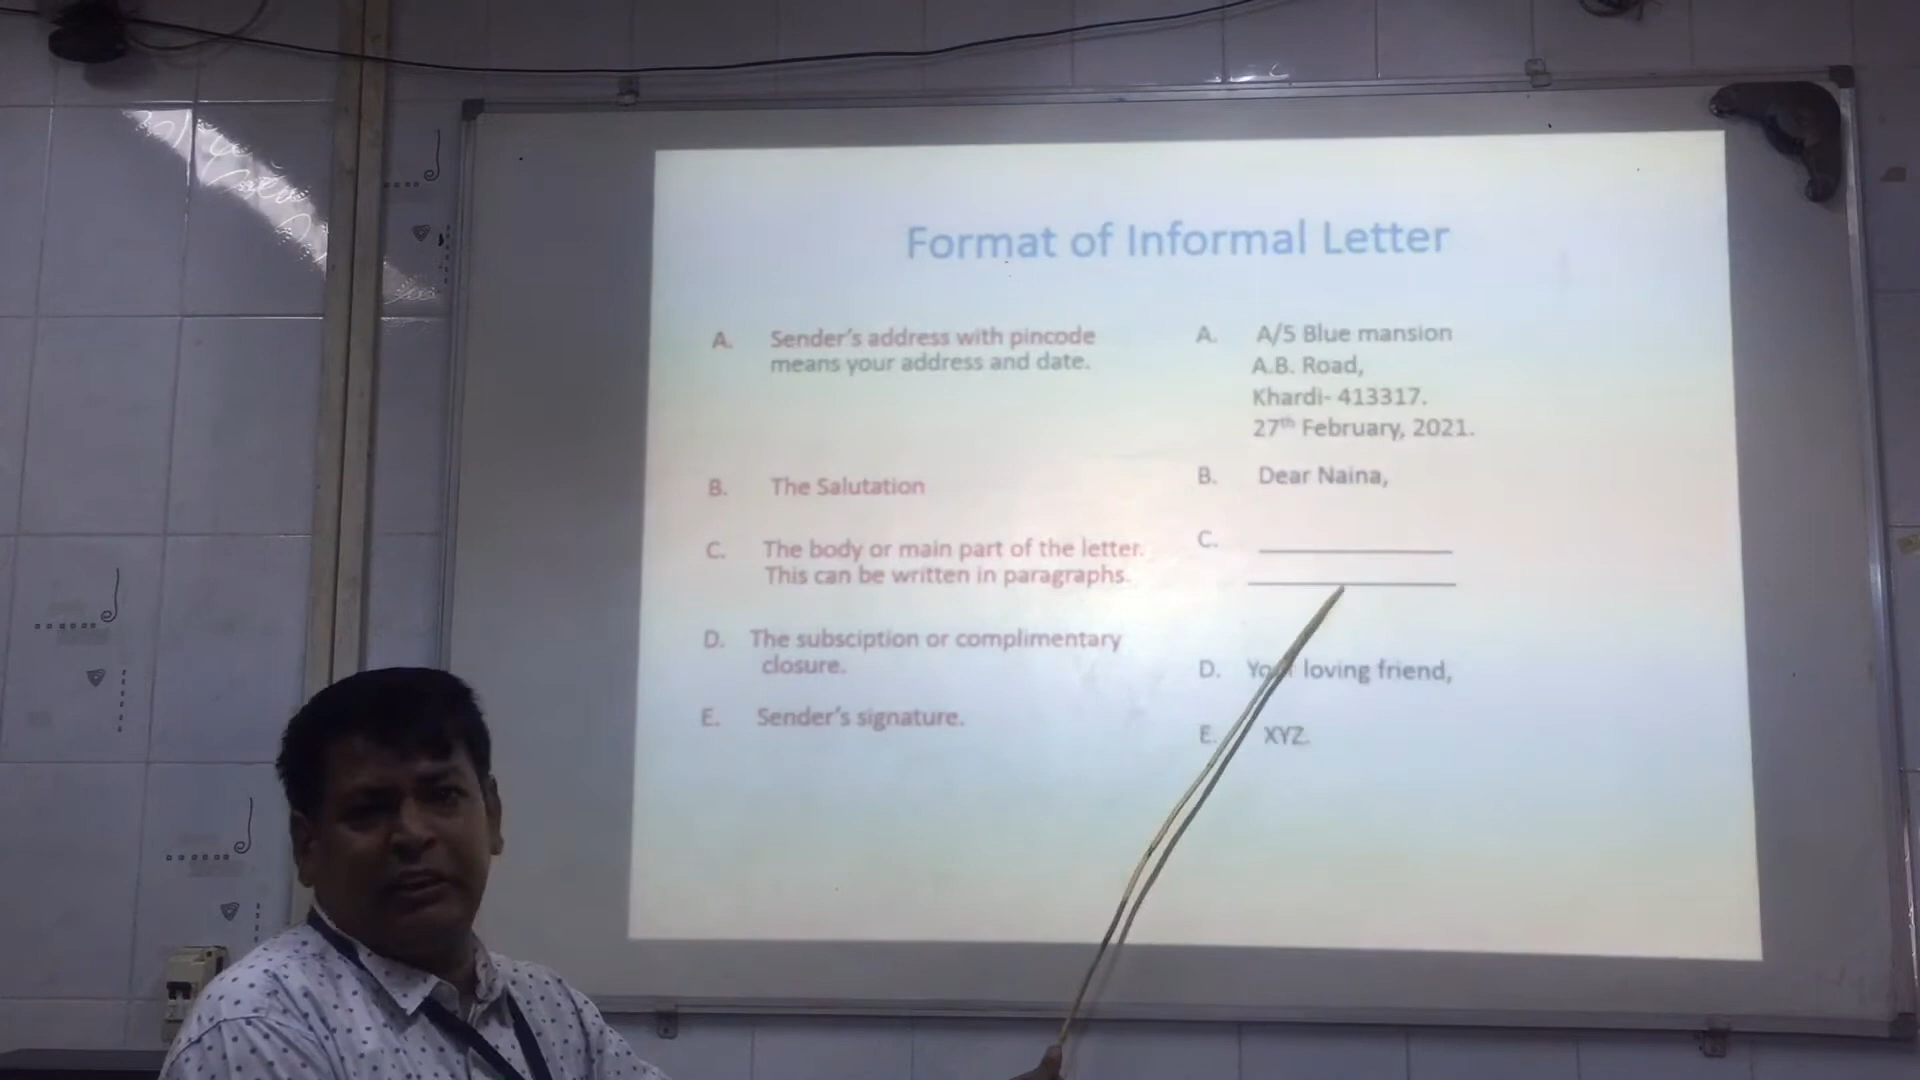 Format of Informal Letter
A. Sender's address with pincode
means your address and date.
B. The Salutation
C. The body or main part of the letter.
This can be written in paragraphs.
D. The subsciption or complimentary
closure.
E. Sender's signature.
A. A/5 Blue mansion
A.B. Road,
Khardi- 413317.
27th February, 2021.
B. Dear Naina,
C.
D. loving friend,
E. XYZ.